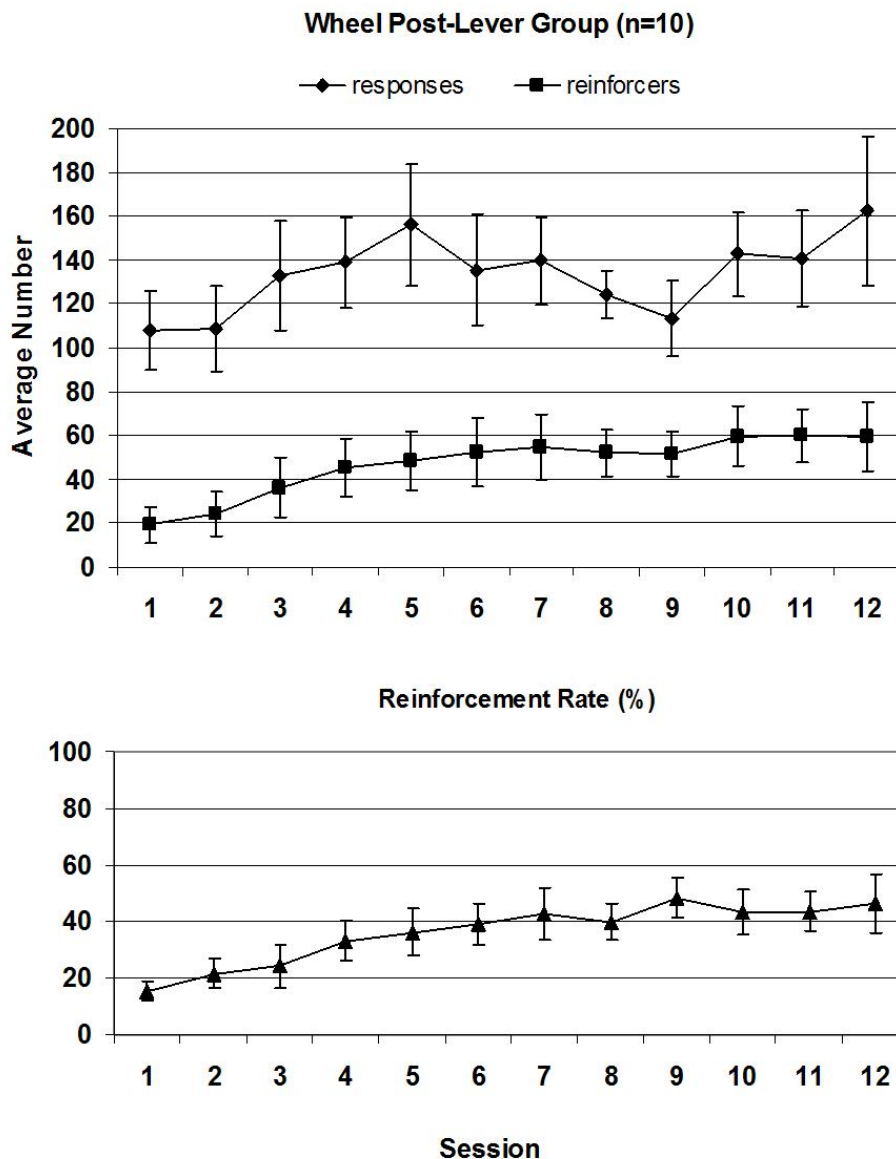 Wheel Post-Lever Group (n=10)
responses reinforcers
200
180
160
140
120
100
80
60
40
20
0
Average Number
1 2 3 4 5 6 7 8 9 10 11 12
Reinforcement Rate (%)
100
80
60
40
20
0
1 2 3 4 5 6 7 8 9 10 11 12
Session